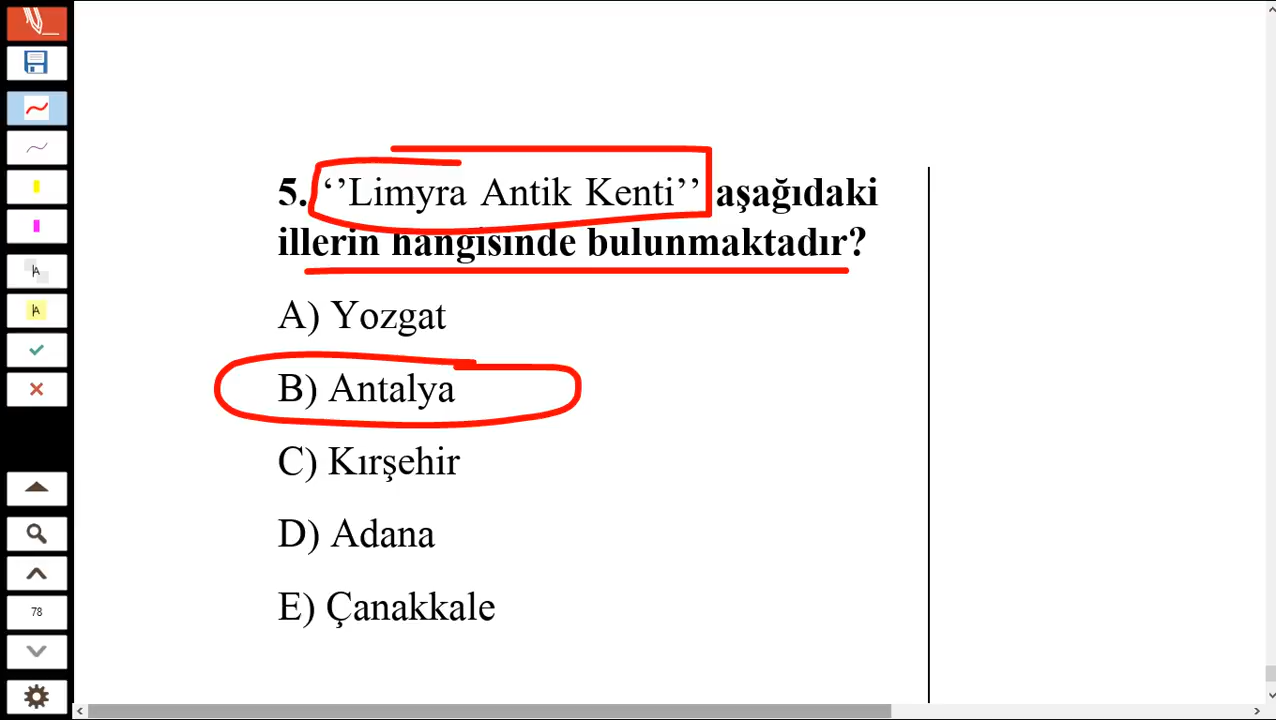 5. ‘’Limyra Antik Kenti’’ aşağıdaki
illerin hangisinde bulunmaktadır?
A) Yozgat
B) Antalya
C) Kırşehir
D) Adana
E) Çanakkale
A
A
78